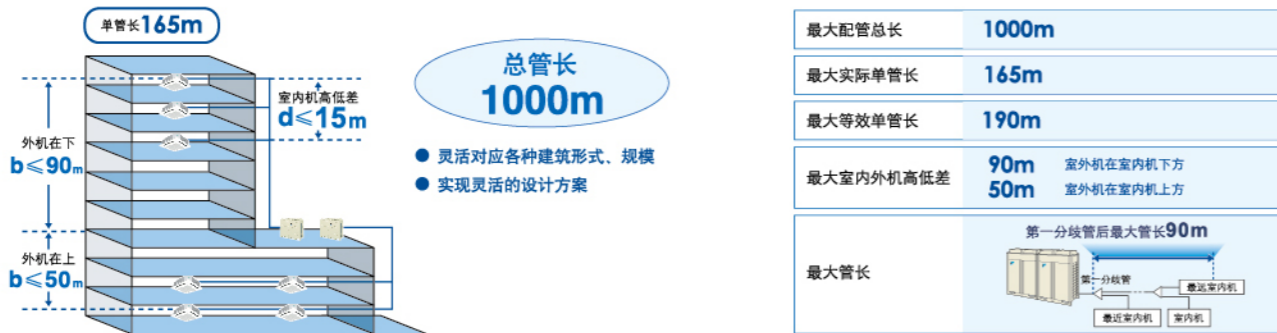 单管长165m
室内机高低差
d≤15m
外机在下
b≤90m
外机在上
b≤50m
总管长
1000m
● 灵活对应各种建筑形式、规模
● 实现灵活的设计方案
最大配管总长 1000m
最大实际单管长 165m
最大等效单管长 190m
最大室内外机高低差
90m 室外机在室内机下方
50m 室外机在室内机上方
最大管长
第一分歧管后最大管长90m
第一分歧管
最远室内机
最近室内机
室内机